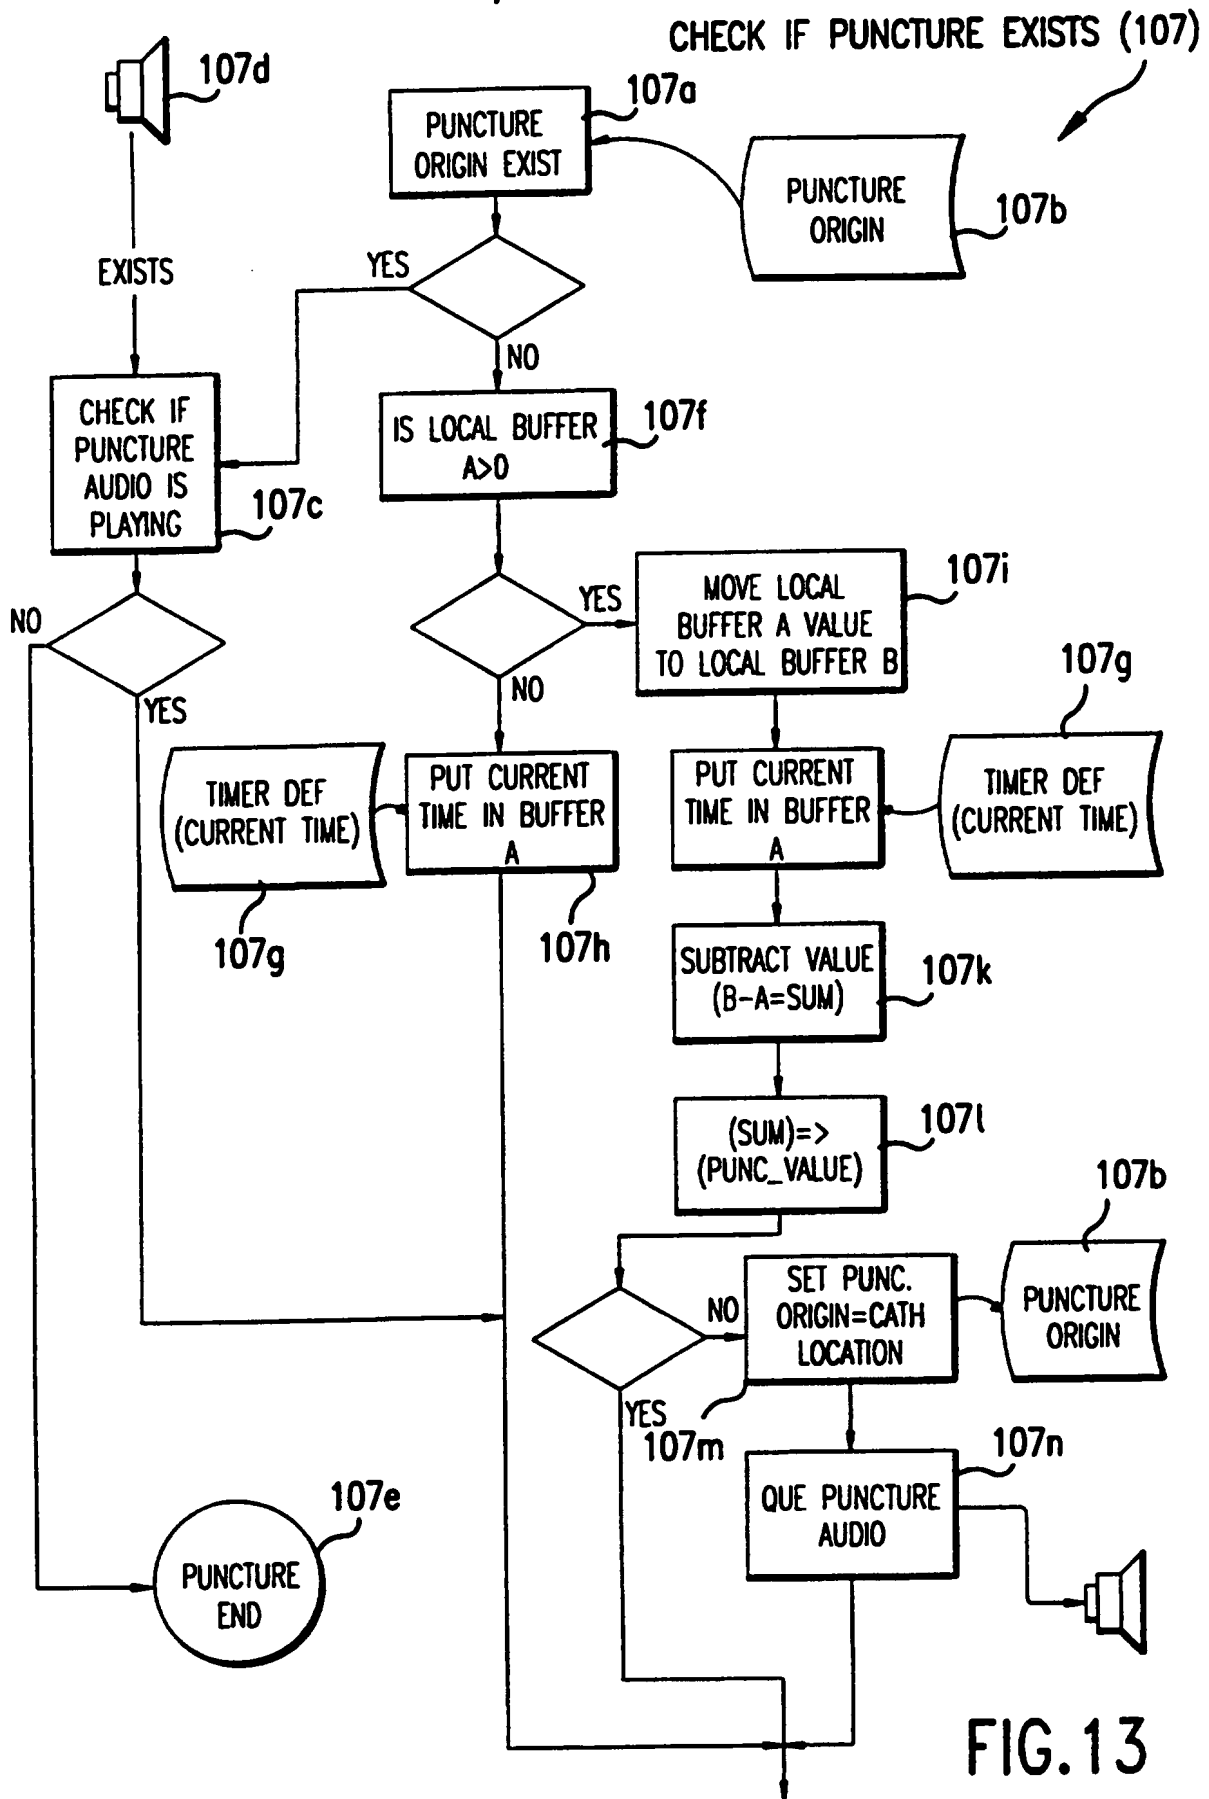 CHECK IF PUNCTURE EXISTS (107)
107d
107a
PUNCTURE
ORIGIN EXIST
PUNCTURE
ORIGIN
107b
EXISTS
YES
NO
CHECK IF
PUNCTURE
AUDIO IS
PLAYING
107c
IS LOCAL BUFFER
A>0
107f
NO
YES
YES
NO
MOVE LOCAL
BUFFER A VALUE
TO LOCAL BUFFER B
107i
107g
TIMER DEF
(CURRENT TIME)
107g
PUT CURRENT
TIME IN BUFFER
A
107h
PUT CURRENT
TIME IN BUFFER
A
TIMER DEF
(CURRENT TIME)
SUBTRACT VALUE
(B-A=SUM)
107k
(SUM)=>
(PUNC_VALUE)
107l
107b
NO
YES
SET PUNC.
ORIGIN=CATH
LOCATION
107m
PUNCTURE
ORIGIN
QUE PUNCTURE
AUDIO
107n
107e
PUNCTURE
END
FIG.13